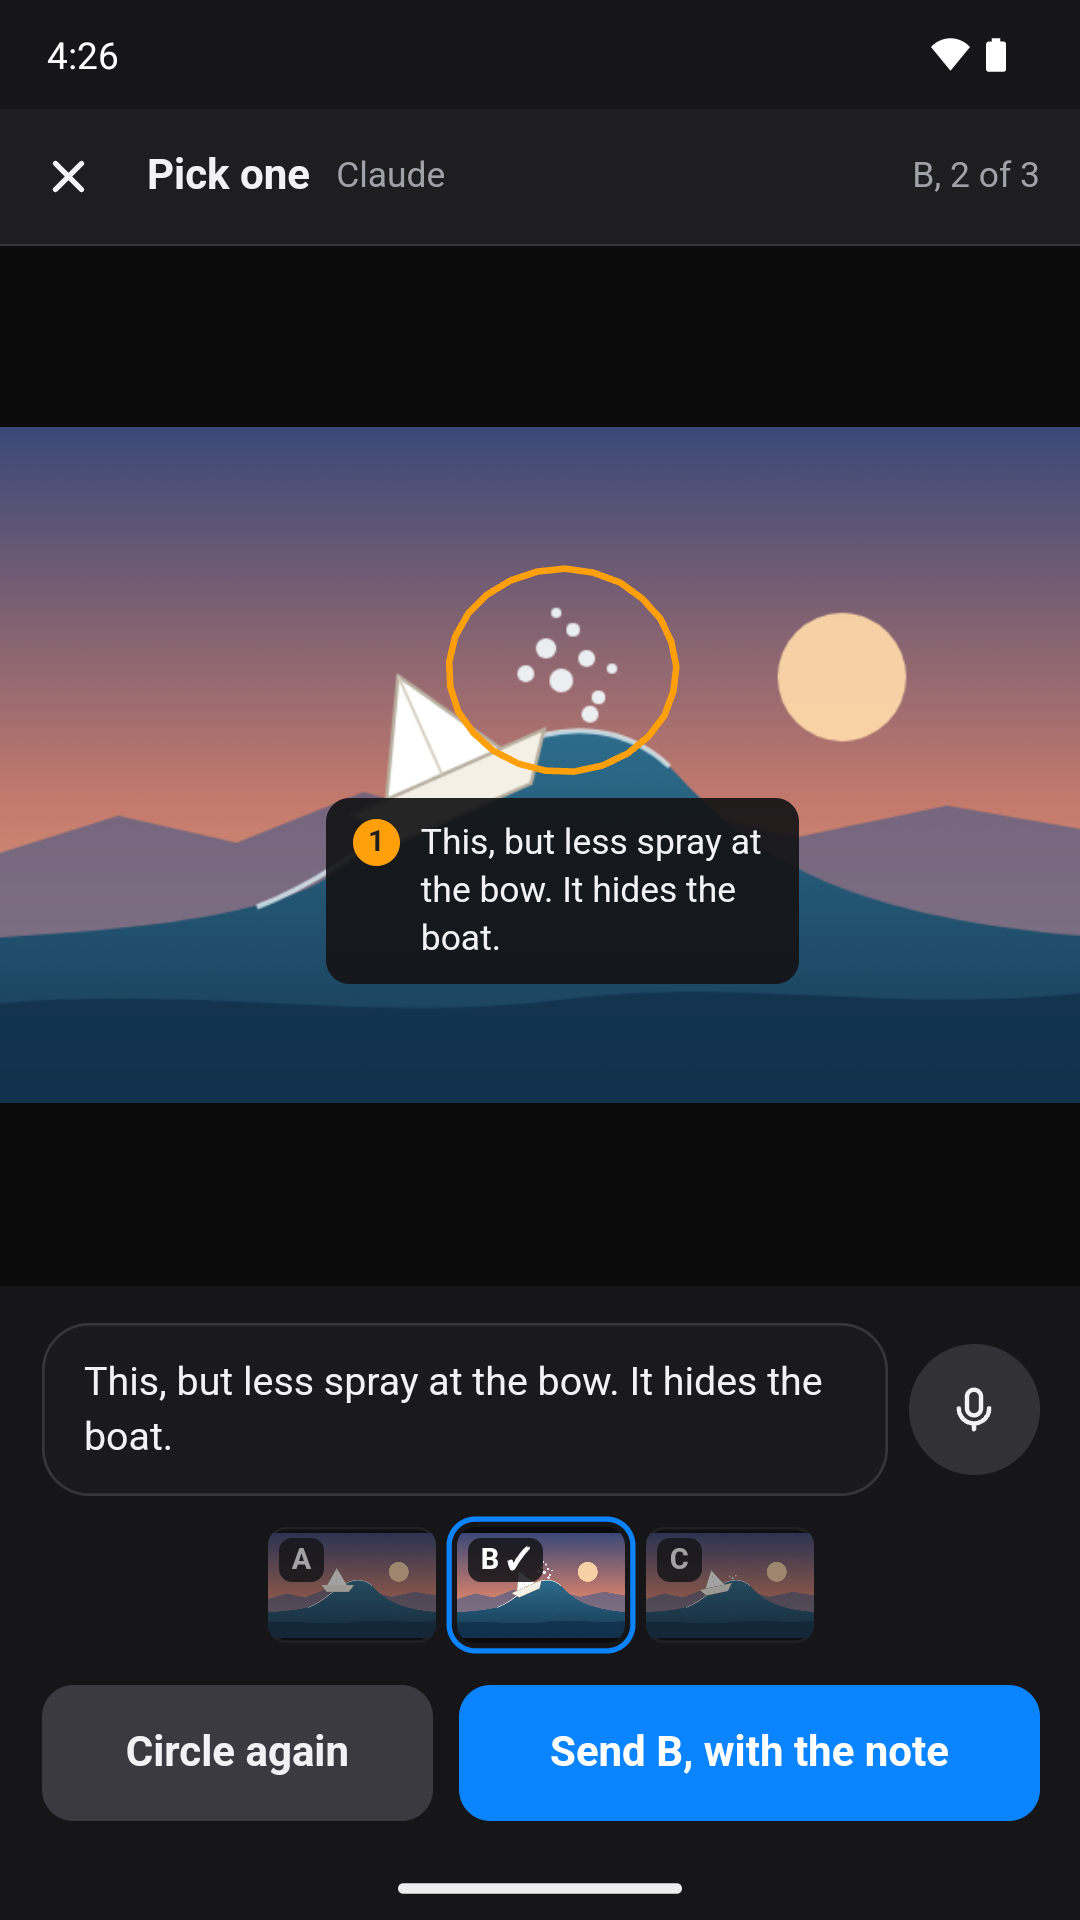 4:26
Pick one Claude B, 2 of 3
1 This, but less spray at
the bow. It hides the
boat.
This, but less spray at the bow. It hides the
boat.
A B ✓ C
Circle again Send B, with the note